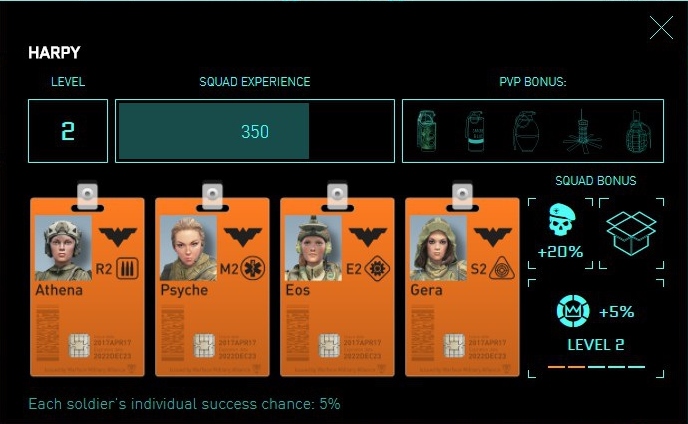 HARPY
LEVEL
SQUAD EXPERIENCE
PVP BONUS:
2
350
SQUAD BONUS
+20%
R2
M2
E2
S2
Athena
Psyche
Eos
Gera
+5%
LEVEL 2
2017APR17
2017APR17
2017APR17
2017APR17
2022DEC23
2022DEC23
2022DEC23
2022DEC23
Each soldier's individual success chance: 5%